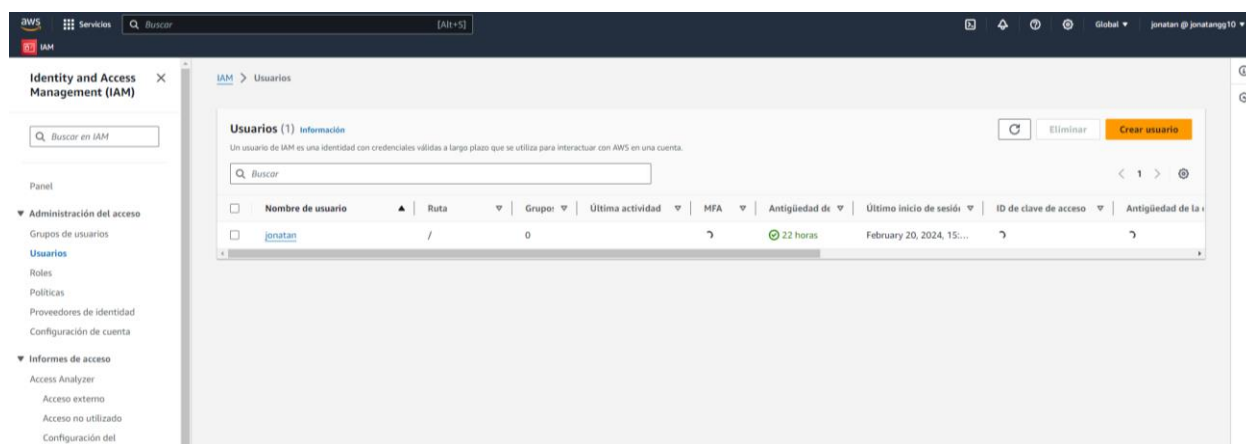 aws Servicios Buscar [Alt+S] Global jonatan @ jonatangg10
IAM
Identity and Access
Management (IAM)
Buscar en IAM
Panel
Administración del acceso
Grupos de usuarios
Usuarios
Roles
Políticas
Proveedores de identidad
Configuración de cuenta
Informes de acceso
Access Analyzer
Acceso externo
Acceso no utilizado
Configuración del
IAM > Usuarios
Usuarios (1) Información
Eliminar Crear usuario
Un usuario de IAM es una identidad con credenciales válidas a largo plazo que se utiliza para interactuar con AWS en una cuenta.
Buscar
< 1 >
Nombre de usuario Ruta Grupos Última actividad MFA Antigüedad de Último inicio de sesión ID de clave de acceso Antigüedad de la
jonatan / 0 22 horas February 20, 2024, 15:...